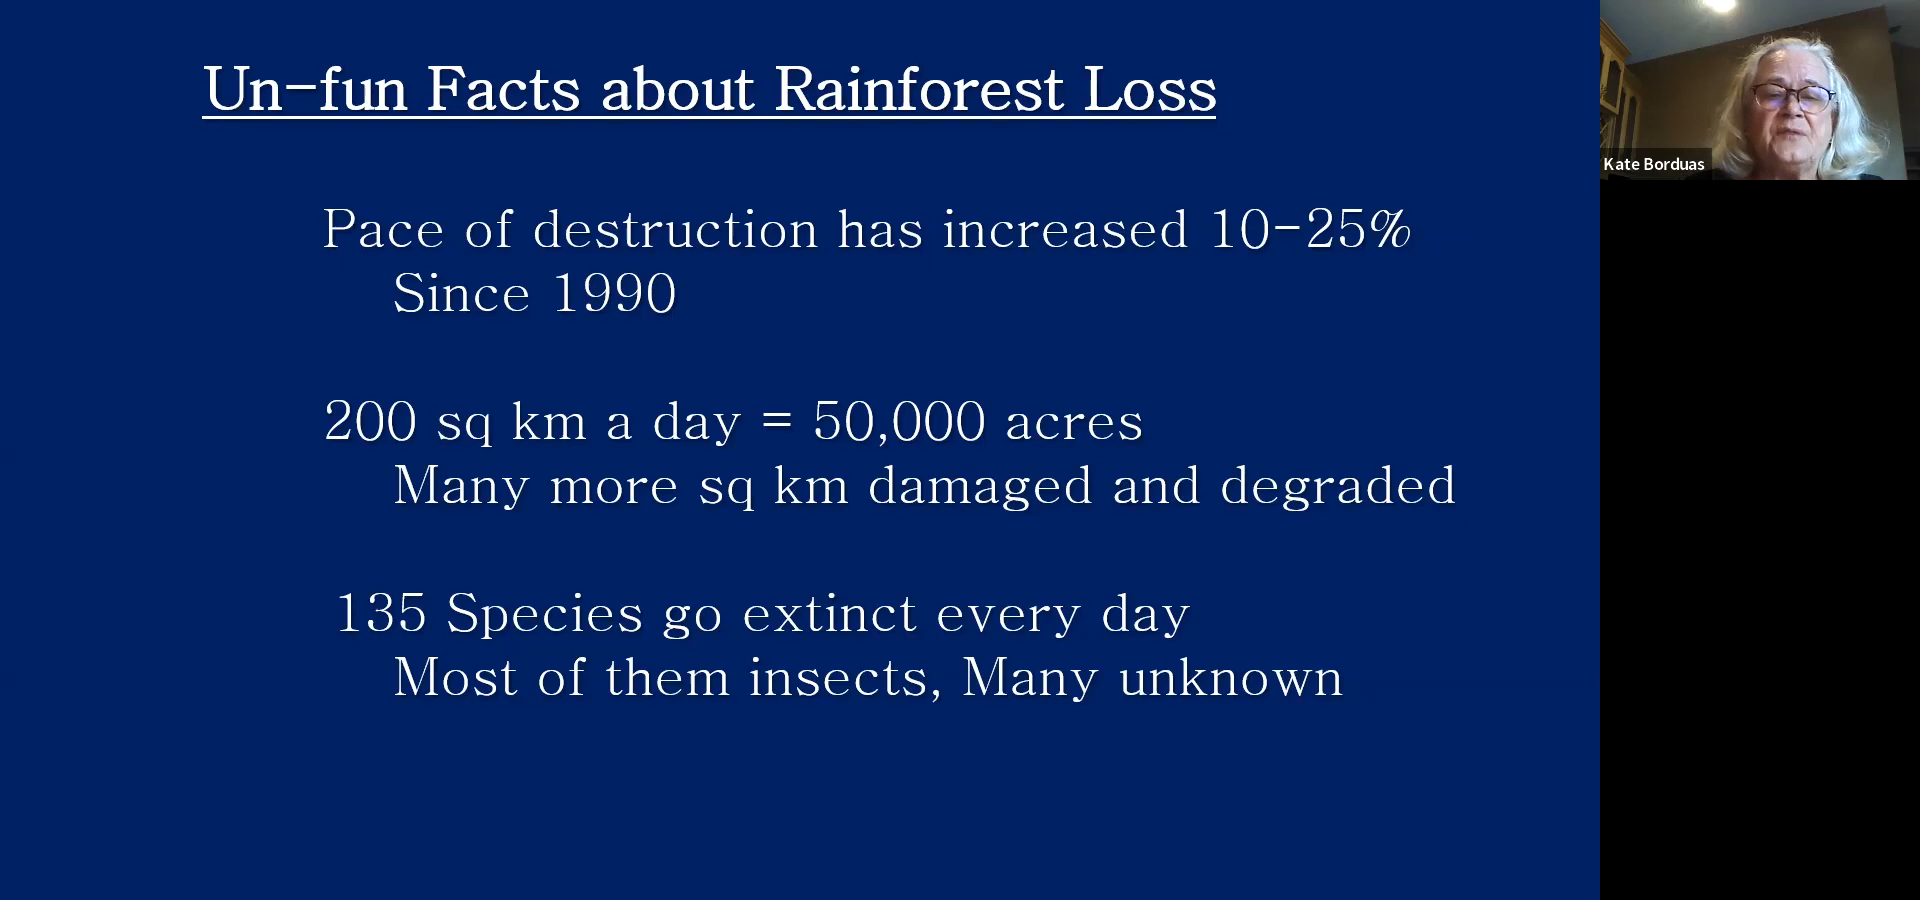 Un-fun Facts about Rainforest Loss
Pace of destruction has increased 10-25%
Since 1990
200 sq km a day = 50,000 acres
Many more sq km damaged and degraded
135 Species go extinct every day
Most of them insects, Many unknown
Kate Borduas